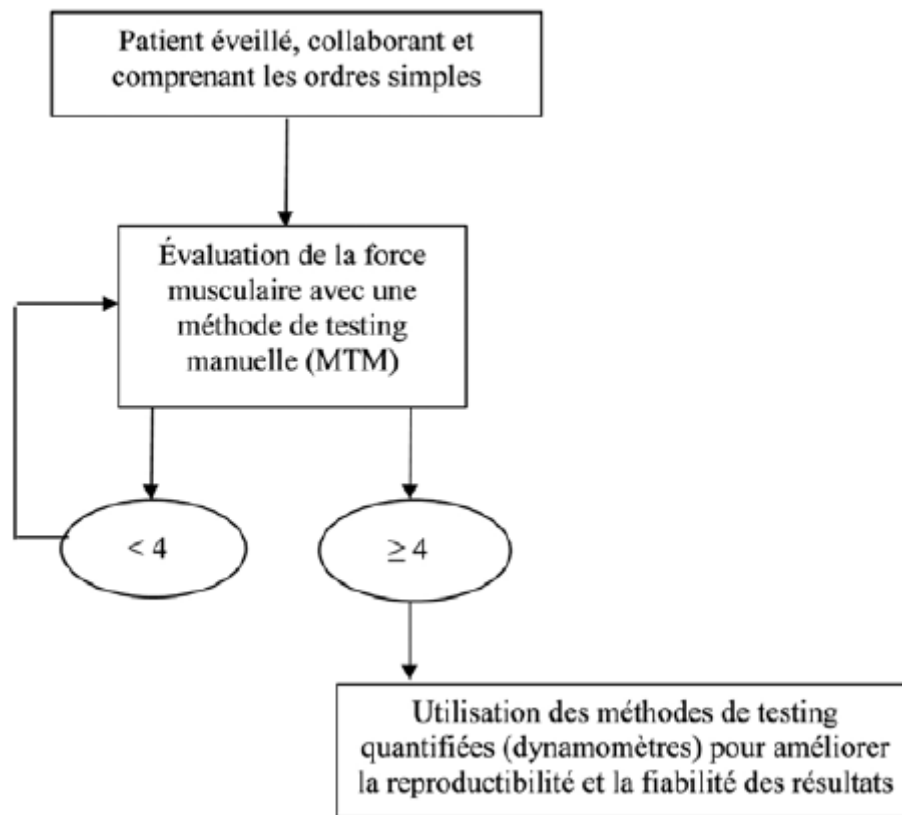 Patient éveillé, collaborant et
comprenant les ordres simples
Évaluation de la force
musculaire avec une
méthode de testing
manuelle (MTM)
< 4
≥ 4
Utilisation des méthodes de testing
quantifiées (dynamomètres) pour améliorer
la reproductibilité et la fiabilité des résultats